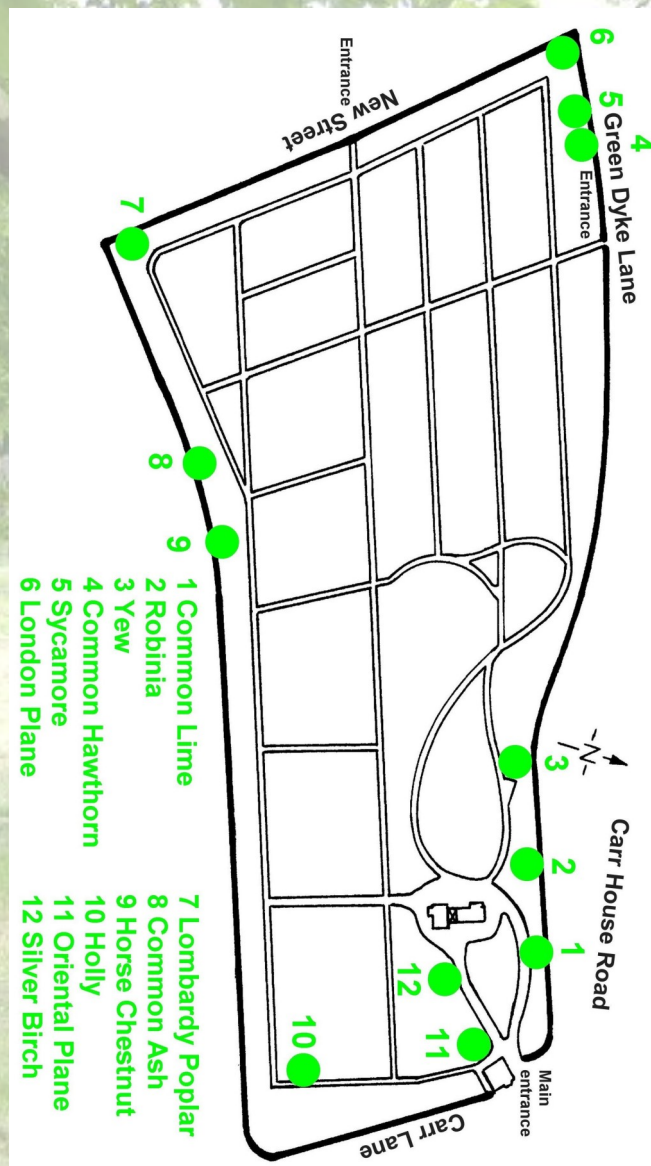 6
5
4
Green Dyke Lane
Entrance
Entrance
New Street
7
8
9
3
N
Carr House Road
2
1
12
11
10
Main
entrance
Carr Lane
1 Common Lime
2 Robinia
3 Yew
4 Common Hawthorn
5 Sycamore
6 London Plane
7 Lombardy Poplar
8 Common Ash
9 Horse Chestnut
10 Holly
11 Oriental Plane
12 Silver Birch